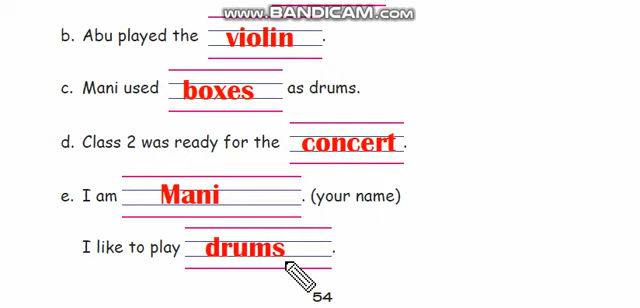 www.BANDICAM.com
b. Abu played the violin.
c. Mani used boxes as drums.
d. Class 2 was ready for the concert.
e. I am Mani. (your name)
I like to play drums.
54